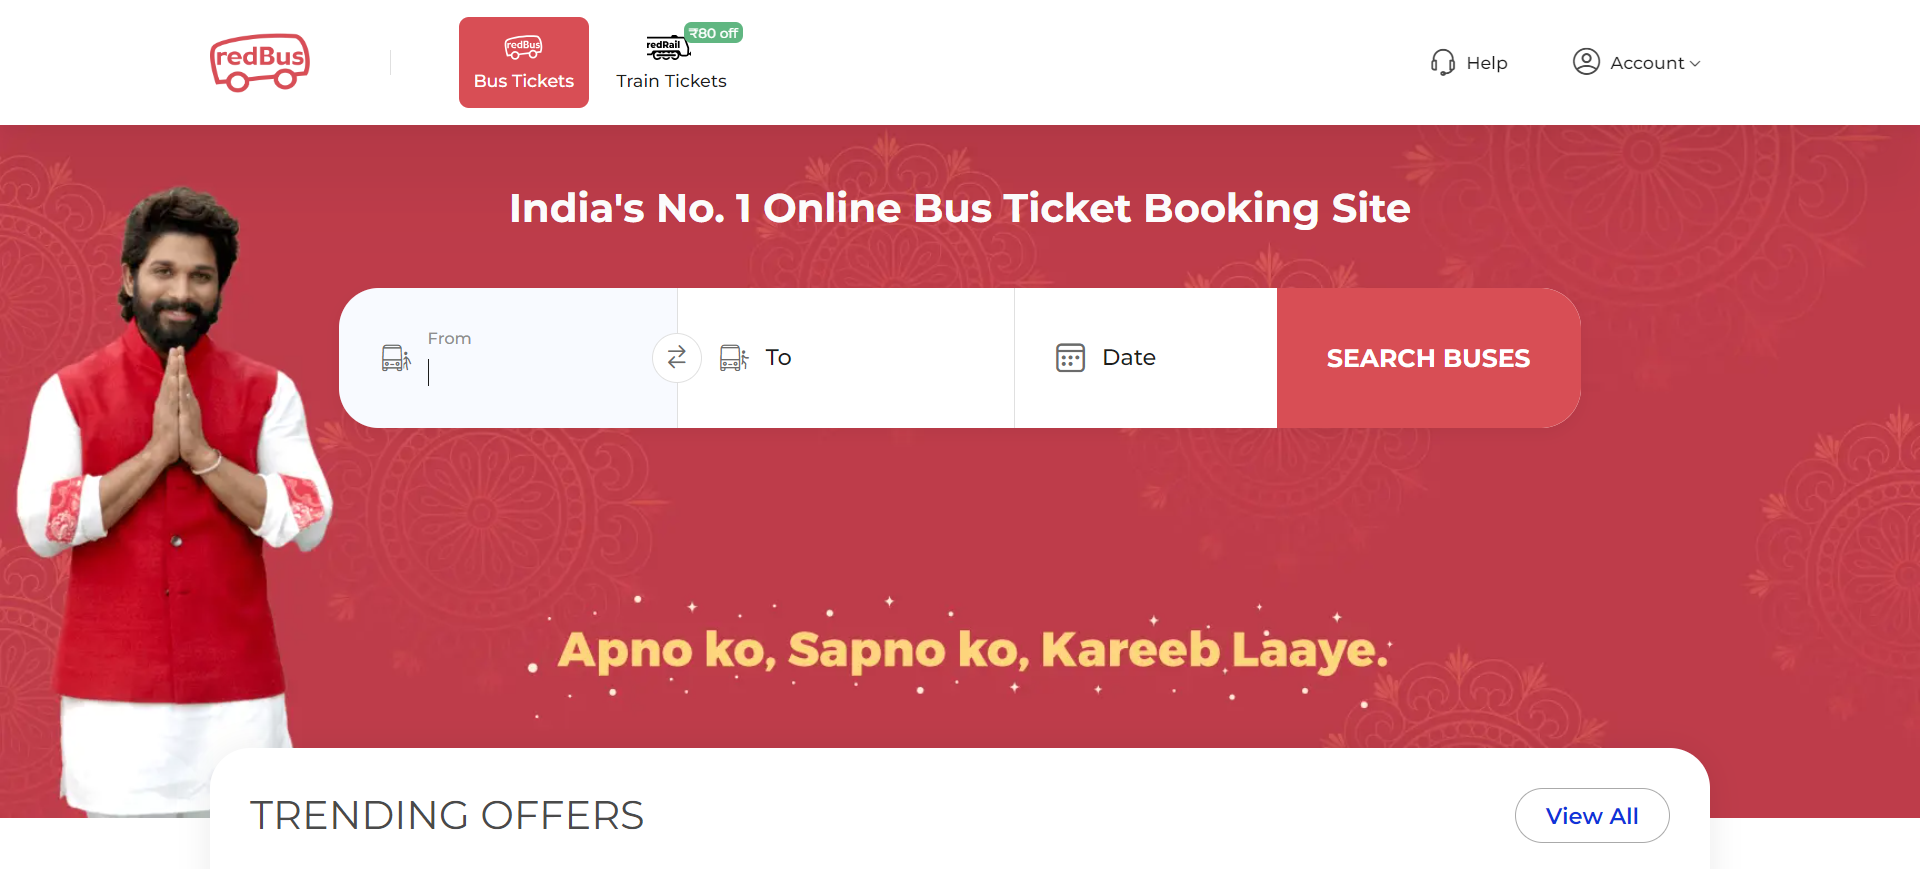 redBus
redBus
Bus Tickets
redRail
₹80 off
Train Tickets
Help
Account
India's No. 1 Online Bus Ticket Booking Site
From
To
Date
SEARCH BUSES
Apno ko, Sapno ko, Kareeb Laaye.
TRENDING OFFERS
View All